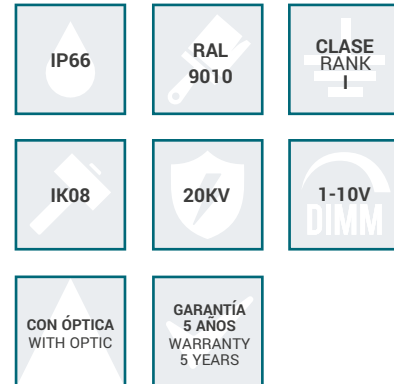 IP66
RAL
9010
CLASE
RANK
I
IK08
20KV
1-10V
DIMM
CON ÓPTICA
WITH OPTIC
GARANTÍA
5 AÑOS
WARRANTY
5 YEARS